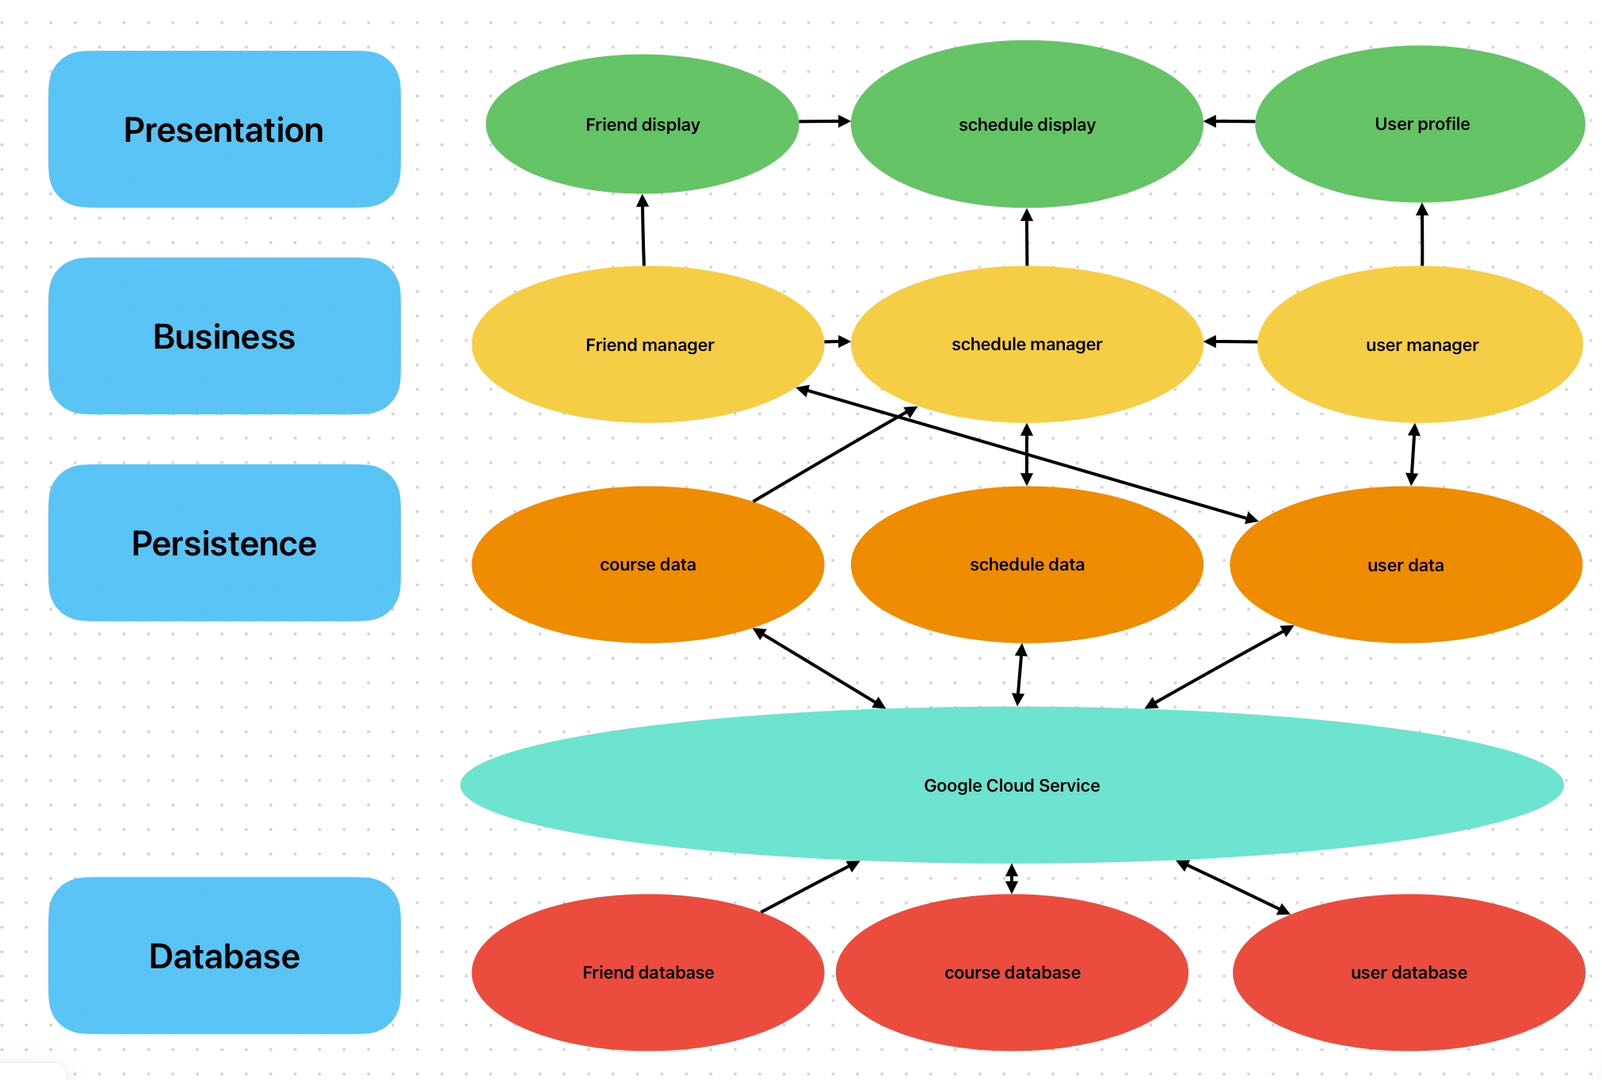 Presentation
Friend display
schedule display
User profile
Business
Friend manager
schedule manager
user manager
Persistence
course data
schedule data
user data
Google Cloud Service
Database
Friend database
course database
user database